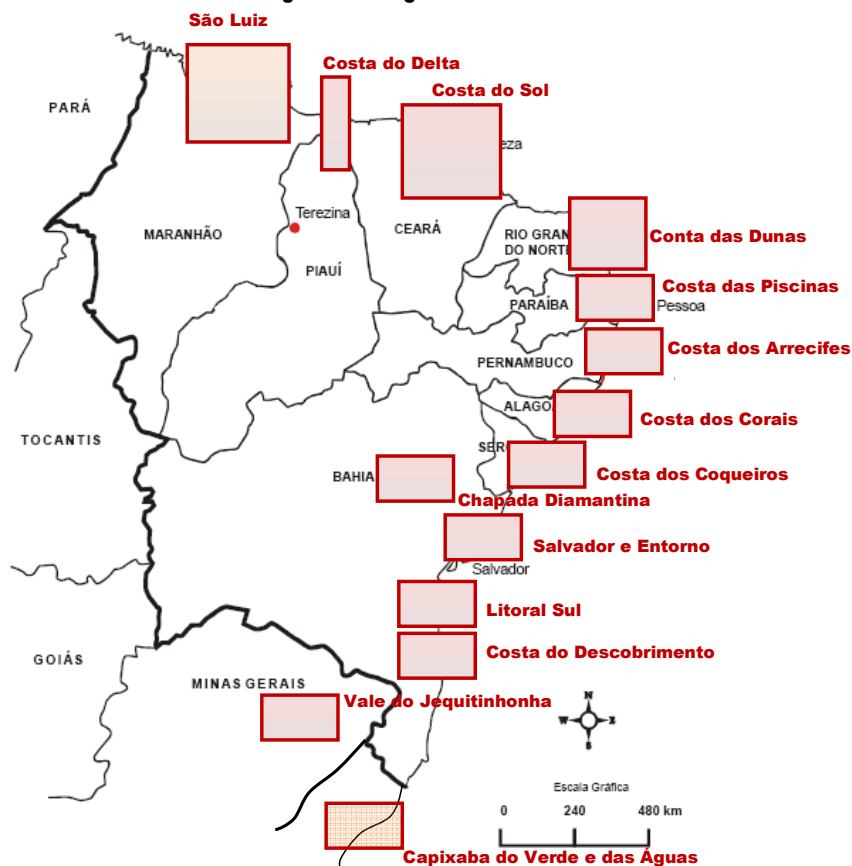 São Luiz
Costa do Delta
Costa do Sol
PARÁ
eza
Terezina
MARANHÃO
CEARÁ
RIO GRAN
DO NORT
Conta das Dunas
PIAUÍ
Costa das Piscinas
PARAÍBA
Pessoa
Costa dos Arrecifes
PERNAMBUCO
ALAGO
Costa dos Corais
TOCANTIS
SER
BAHIA
Costa dos Coqueiros
Chapada Diamantina
Salvador e Entorno
Salvador
Litoral Sul
GOIÁS
Costa do Descobrimento
MINAS GERAIS
Vale do Jequitinhonha
N
W E
S
Escala Gráfica
0 240 480 km
Capixaba do Verde e das Águas